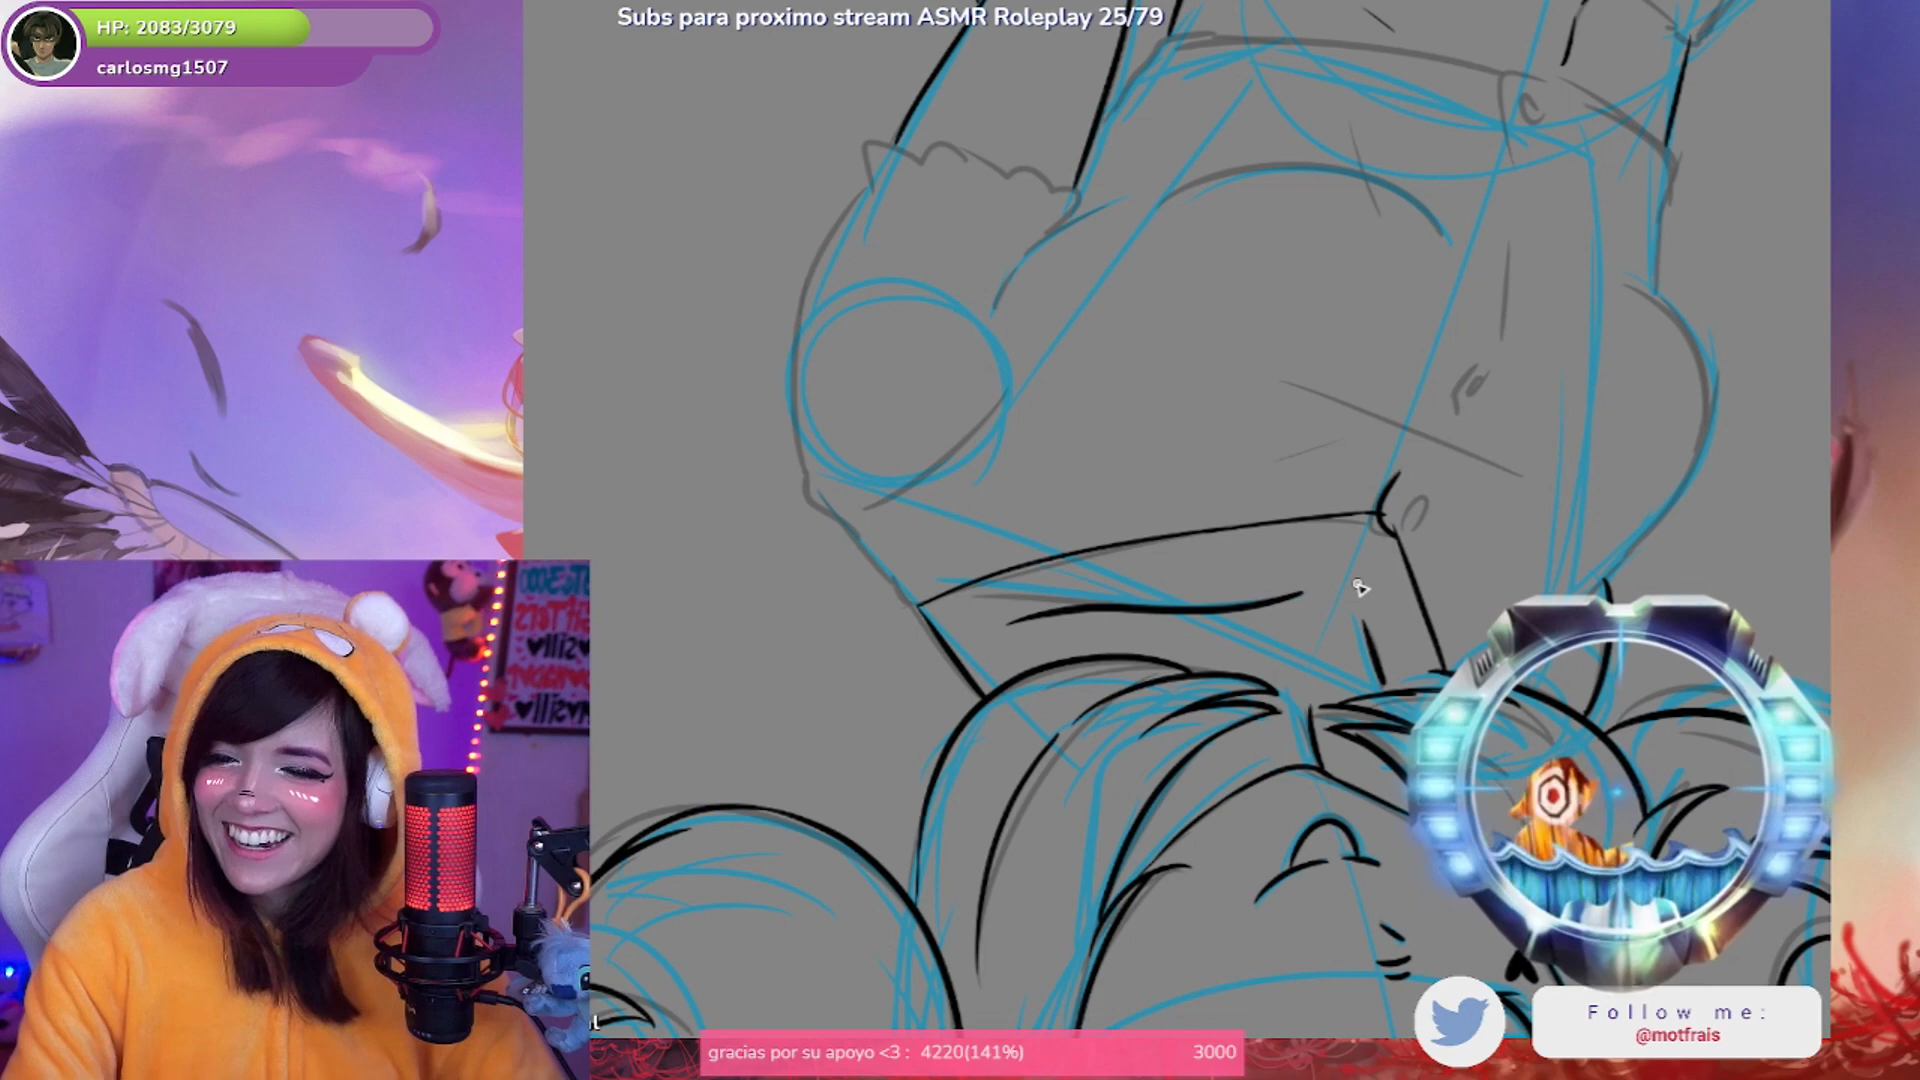 HP: 2083/3079
carlosmg1507
Subs para proximo stream ASMR Roleplay 25/79
gracias por su apoyo <3 : 4220(141%)
3000
Follow me:
@motfrais